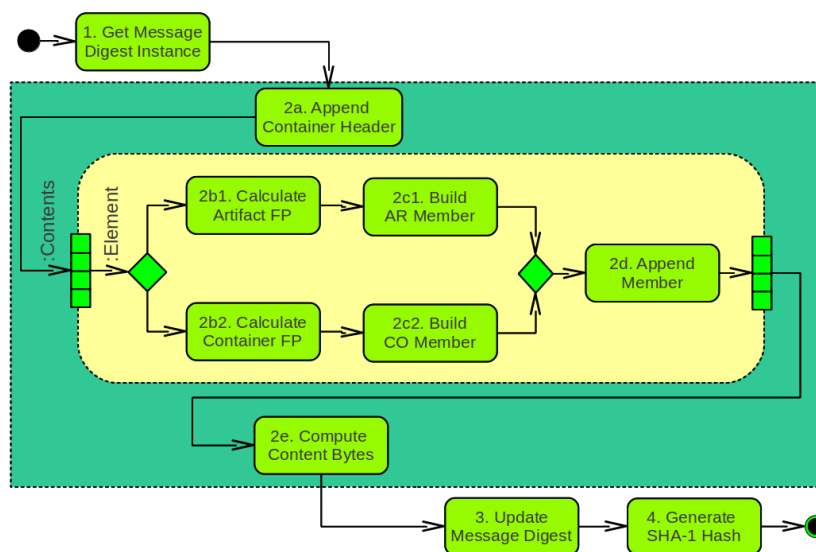 1. Get Message
Digest Instance
2a. Append
Container Header
:Contents
:Element
2b1. Calculate
Artifact FP
2c1. Build
AR Member
2d. Append
Member
2b2. Calculate
Container FP
2c2. Build
CO Member
2e. Compute
Content Bytes
3. Update
Message Digest
4. Generate
SHA-1 Hash